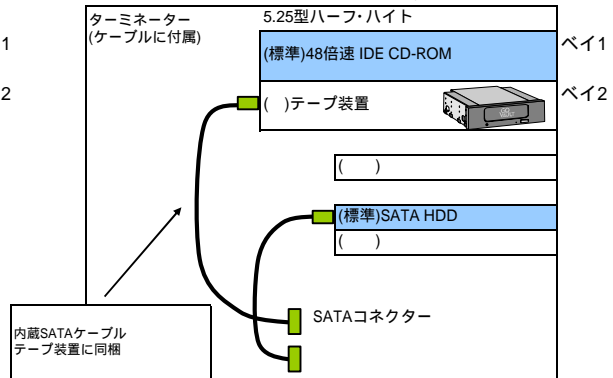 ターミネーター
(ケーブルに付属)
5.25型ハーフ・ハイト
1
(標準)48倍速 IDE CD-ROM
ベイ1
2
( )テープ装置
ベイ2
( )
(標準)SATA HDD
( )
SATAコネクター
内蔵SATAケーブル
テープ装置に同梱